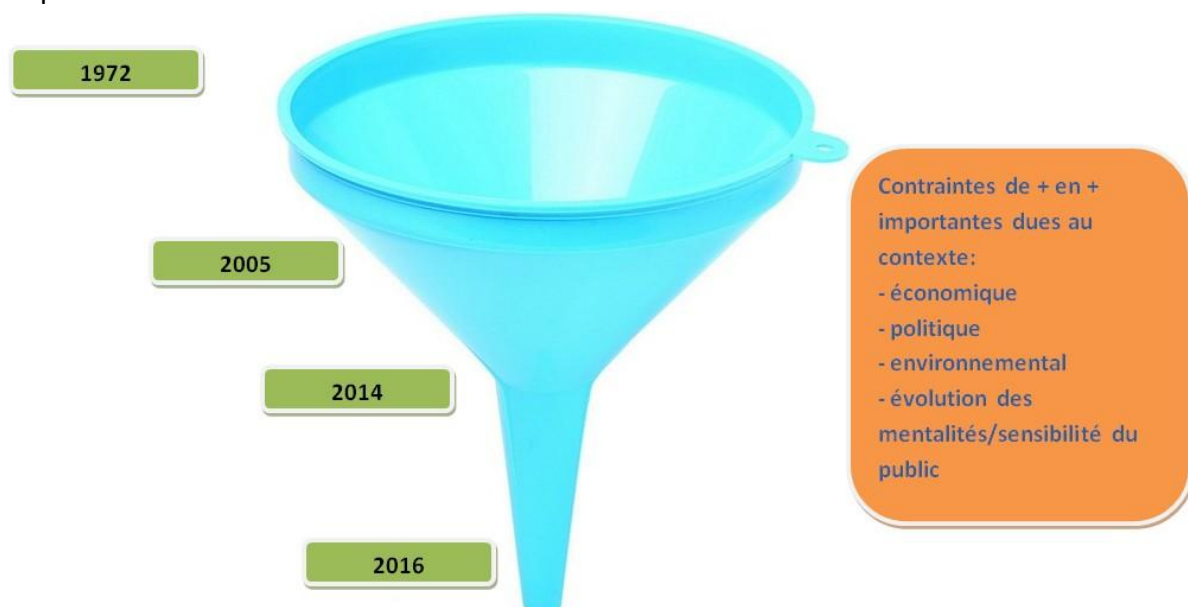 1972
2005
2014
2016
Contraintes de + en +
importantes dues au
contexte:
- économique
- politique
- environnemental
- évolution des
mentalités/sensibilité du
public